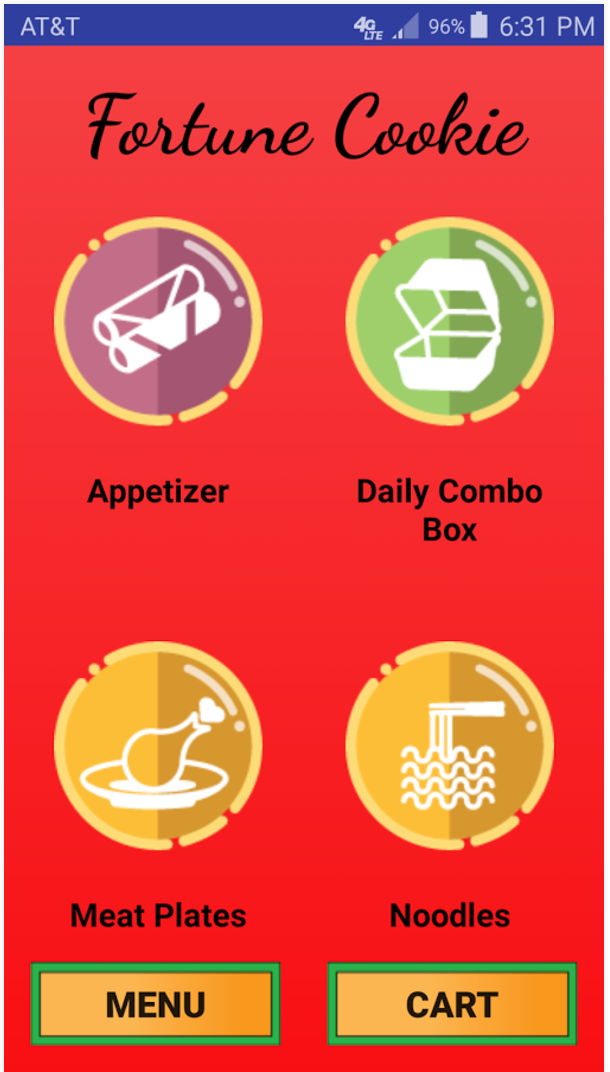 AT&T 4G LTE 96% 6:31 PM
Fortune Cookie
Appetizer
Daily Combo
Box
Meat Plates
Noodles
MENU
CART